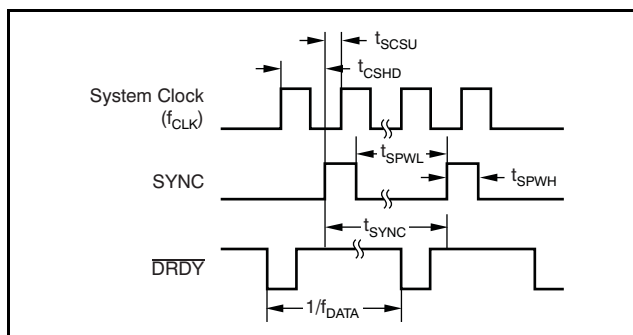 t_SCSU
t_CSHD
System Clock
(f_CLK)
t_SPWL
SYNC
t_SPWH
t_SYNC
DRDY
1/f_DATA